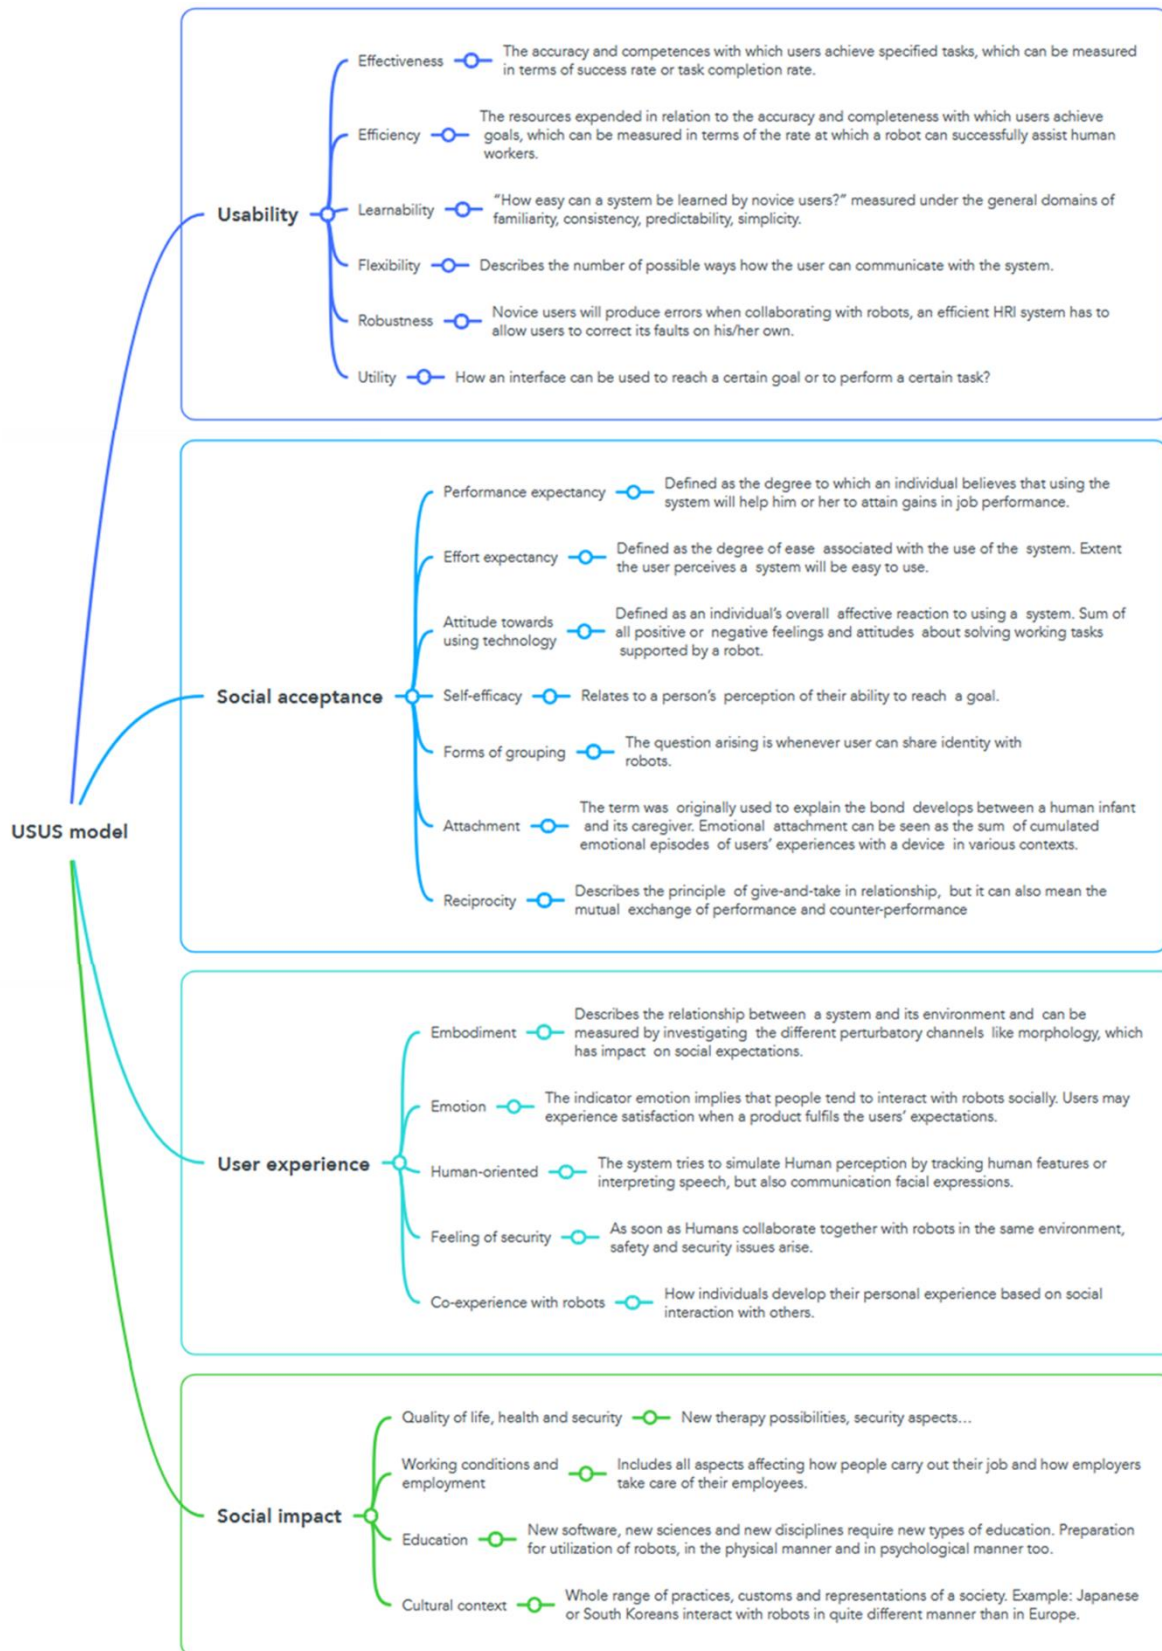 USUS model
Usability
Effectiveness
The accuracy and competences with which users achieve specified tasks, which can be measured
in terms of success rate or task completion rate.
Efficiency
The resources expended in relation to the accuracy and completeness with which users achieve
goals, which can be measured in terms of the rate at which a robot can successfully assist human
workers.
Learnability
“How easy can a system be learned by novice users?” measured under the general domains of
familiarity, consistency, predictability, simplicity.
Flexibility
Describes the number of possible ways how the user can communicate with the system.
Robustness
Novice users will produce errors when collaborating with robots, an efficient HRI system has to
allow users to correct its faults on his/her own.
Utility
How an interface can be used to reach a certain goal or to perform a certain task?
Social acceptance
Performance expectancy
Defined as the degree to which an individual believes that using the
system will help him or her to attain gains in job performance.
Effort expectancy
Defined as the degree of ease associated with the use of the system. Extent
the user perceives a system will be easy to use.
Attitude towards
using technology
Defined as an individual’s overall affective reaction to using a system. Sum of
all positive or negative feelings and attitudes about solving working tasks
supported by a robot.
Self-efficacy
Relates to a person’s perception of their ability to reach a goal.
Forms of grouping
The question arising is whenever user can share identity with
robots.
Attachment
The term was originally used to explain the bond develops between a human infant
and its caregiver. Emotional attachment can be seen as the sum of cumulated
emotional episodes of users’ experiences with a device in various contexts.
Reciprocity
Describes the principle of give-and-take in relationship, but it can also mean the
mutual exchange of performance and counter-performance
User experience
Embodiment
Describes the relationship between a system and its environment and can be
measured by investigating the different perturbatory channels like morphology, which
has impact on social expectations.
Emotion
The indicator emotion implies that people tend to interact with robots socially. Users may
experience satisfaction when a product fulfils the users’ expectations.
Human-oriented
The system tries to simulate Human perception by tracking human features or
interpreting speech, but also communication facial expressions.
Feeling of security
As soon as Humans collaborate together with robots in the same environment,
safety and security issues arise.
Co-experience with robots
How individuals develop their personal experience based on social
interaction with others.
Social impact
Quality of life, health and security
New therapy possibilities, security aspects...
Working conditions and
employment
Includes all aspects affecting how people carry out their job and how employers
take care of their employees.
Education
New software, new sciences and new disciplines require new types of education. Preparation
for utilization of robots, in the physical manner and in psychological manner too.
Cultural context
Whole range of practices, customs and representations of a society. Example: Japanese
or South Koreans interact with robots in quite different manner than in Europe.